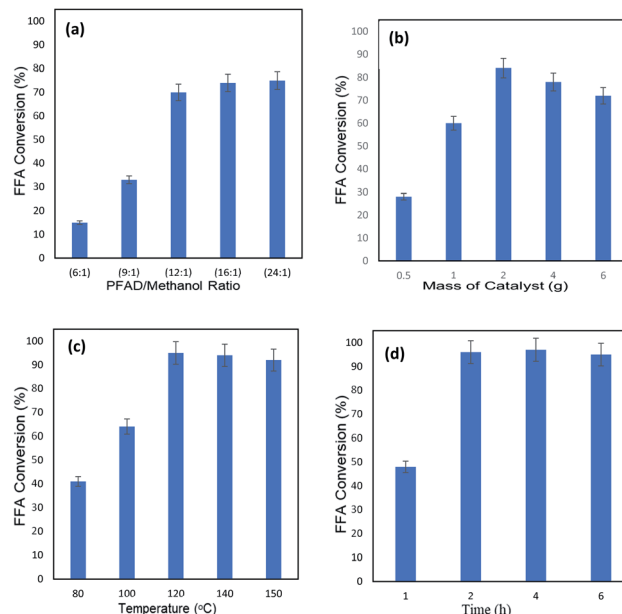 (a)
FFA Conversion (%)
100
90
80
70
60
50
40
30
20
10
0
(6:1) (9:1) (12:1) (16:1) (24:1)
PFAD/Methanol Ratio
(b)
FFA Conversion (%)
100
90
80
70
60
50
40
30
20
10
0
0.5 1 2 4 6
Mass of Catalyst (g)
(c)
FFA Conversion (%)
100
90
80
70
60
50
40
30
20
10
0
80 100 120 140 150
Temperature (°C)
(d)
FFA Conversion (%)
100
90
80
70
60
50
40
30
20
10
0
1 2 4 6
Time (h)